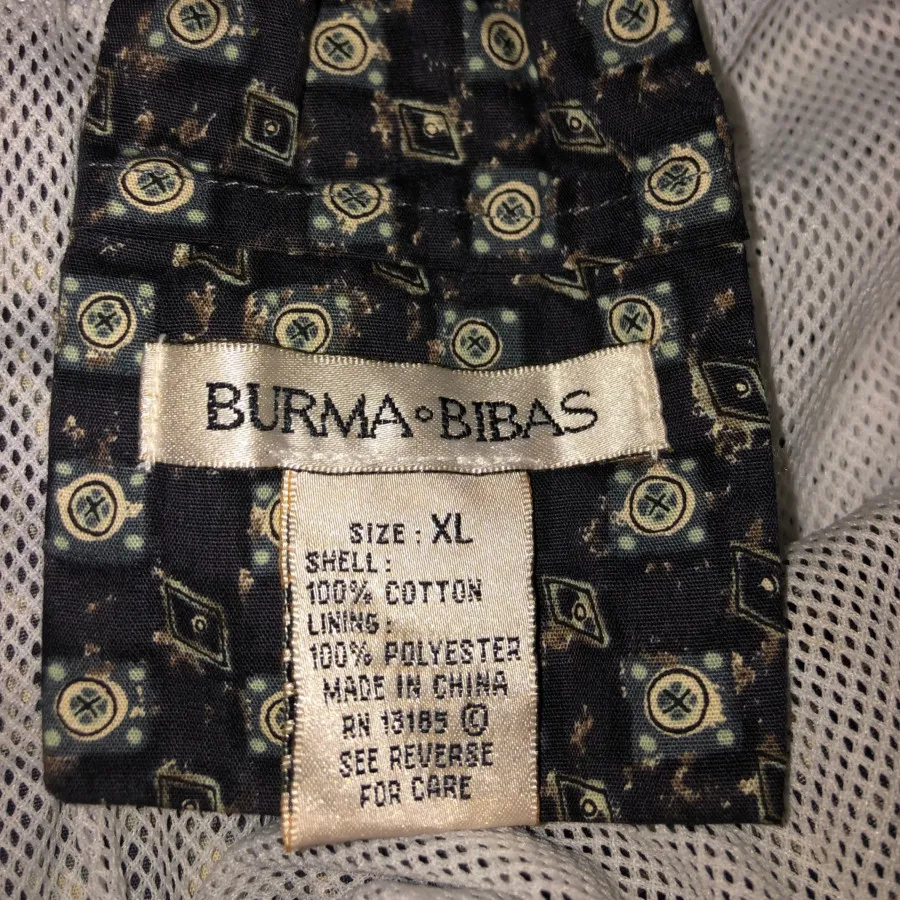 BURMA∘BIBAS
SIZE: XL
SHELL:
100% COTTON
LINING:
100% POLYESTER
MADE IN CHINA
RN 13185 ©
SEE REVERSE
FOR CARE